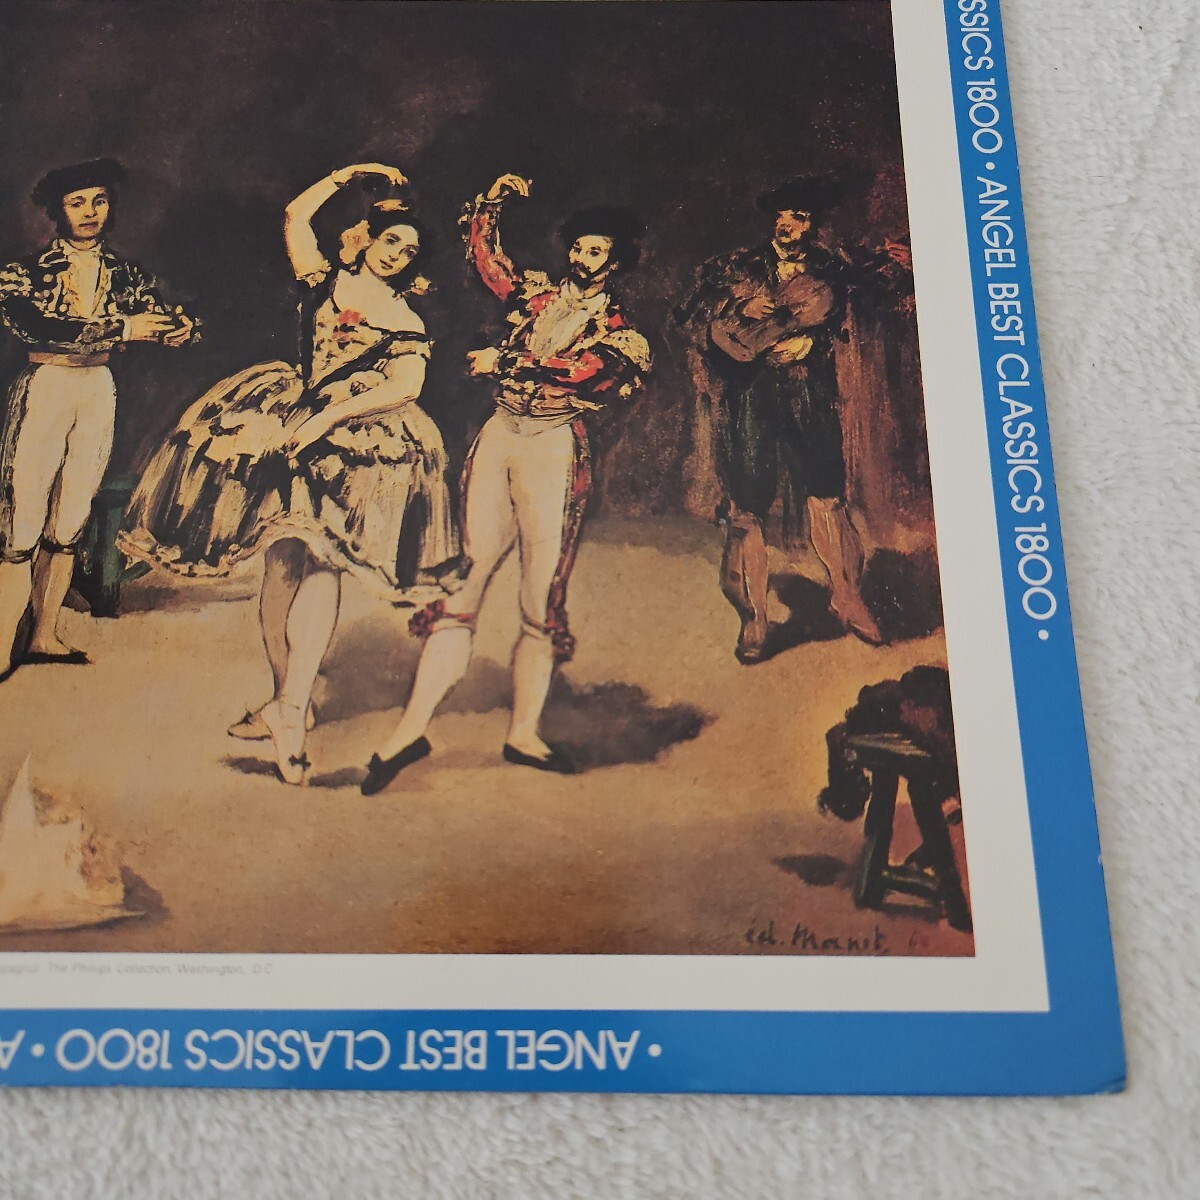 SSICS 1800 • ANGEL BEST CLASSICS 1800 •
éd. Manet
The Phillips Collection, Washington, D.C.
• ANGEL BEST CLASSICS 1800 • A